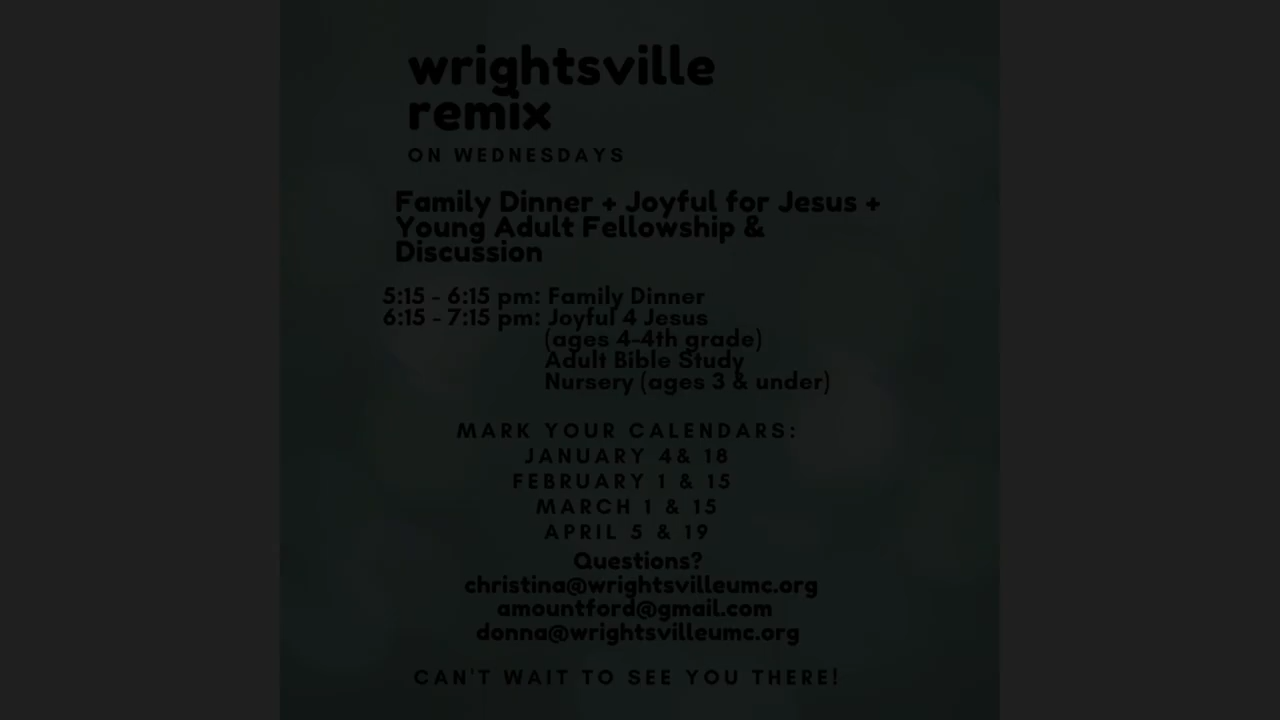 wrightsville
remix
ON WEDNESDAYS
Family Dinner + Joyful for Jesus +
Young Adult Fellowship &
Discussion
5:15 - 6:15 pm: Family Dinner
6:15 - 7:15 pm: Joyful 4 Jesus
(ages 4-4th grade)
Adult Bible Study
Nursery (ages 3 & under)
MARK YOUR CALENDARS:
JANUARY 4& 18
FEBRUARY 1 & 15
MARCH 1 & 15
APRIL 5 & 19
Questions?
christina@wrightsvilleumc.org
amountford@gmail.com
donna@wrightsvilleumc.org
CAN'T WAIT TO SEE YOU THERE!